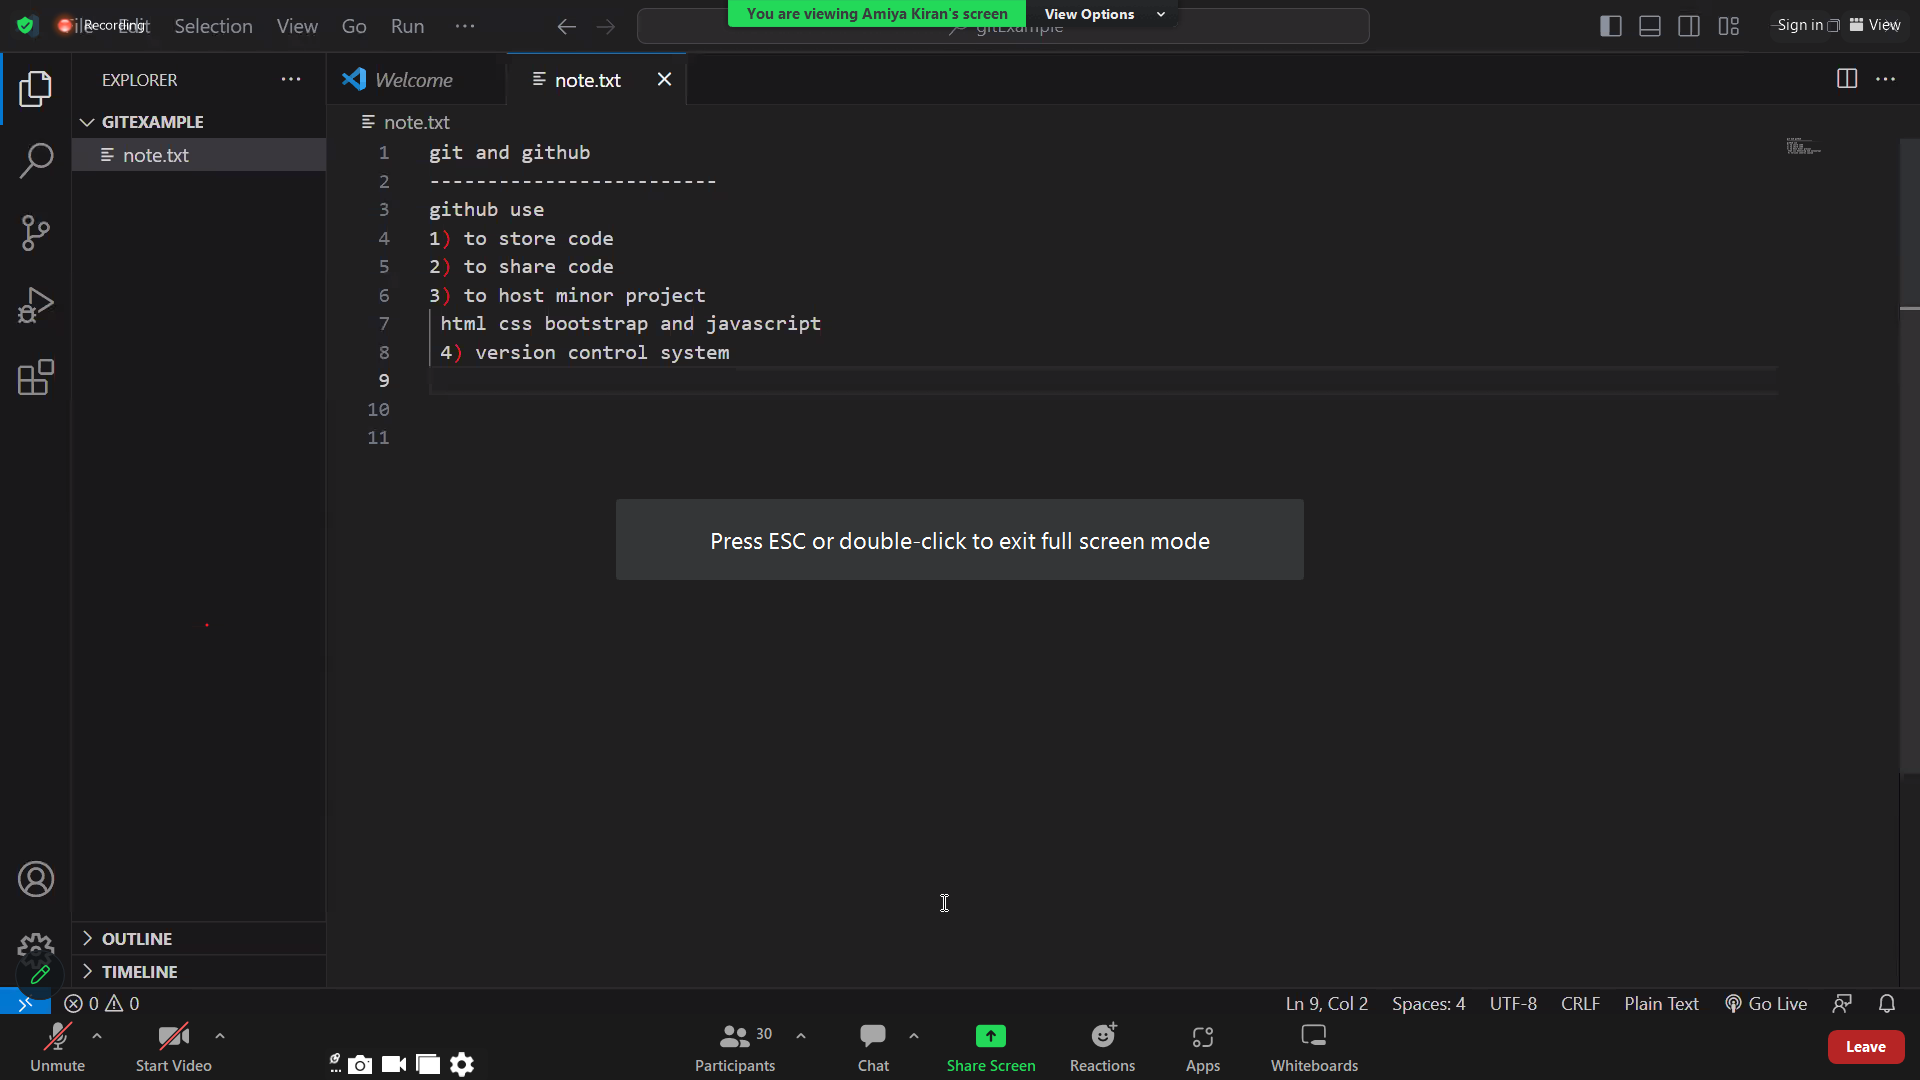 You are viewing Amiya Kiran's screen
View Options
Recording
File Edit Selection View Go Run ...
gitExample
Sign in
View
EXPLORER ...
Welcome
note.txt
GITEXAMPLE
note.txt
note.txt
1 git and github
2 -------------------------
3 github use
4 1) to store code
5 2) to share code
6 3) to host minor project
7 html css bootstrap and javascript
8 4) version control system
9
10
11
Press ESC or double-click to exit full screen mode
OUTLINE
TIMELINE
0 0
Ln 9, Col 2 Spaces: 4 UTF-8 CRLF Plain Text Go Live
Unmute
Start Video
30
Participants
Chat
Share Screen
Reactions
Apps
Whiteboards
Leave